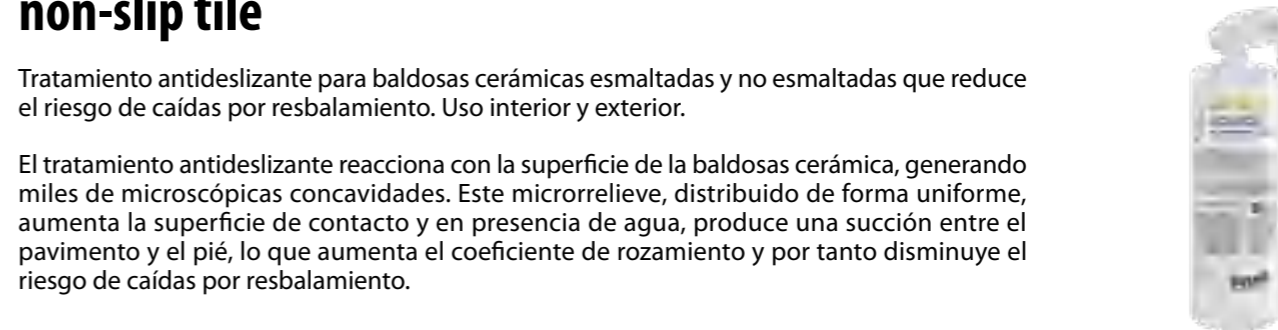 non-slip tile
Tratamiento antideslizante para baldosas cerámicas esmaltadas y no esmaltadas que reduce
el riesgo de caídas por resbalamiento. Uso interior y exterior.
El tratamiento antideslizante reacciona con la superficie de la baldosas cerámica, generando
miles de microscópicas concavidades. Este microrrelieve, distribuido de forma uniforme,
aumenta la superficie de contacto y en presencia de agua, produce una succión entre el
pavimento y el pié, lo que aumenta el coeficiente de rozamiento y por tanto disminuye el
riesgo de caídas por resbalamiento.